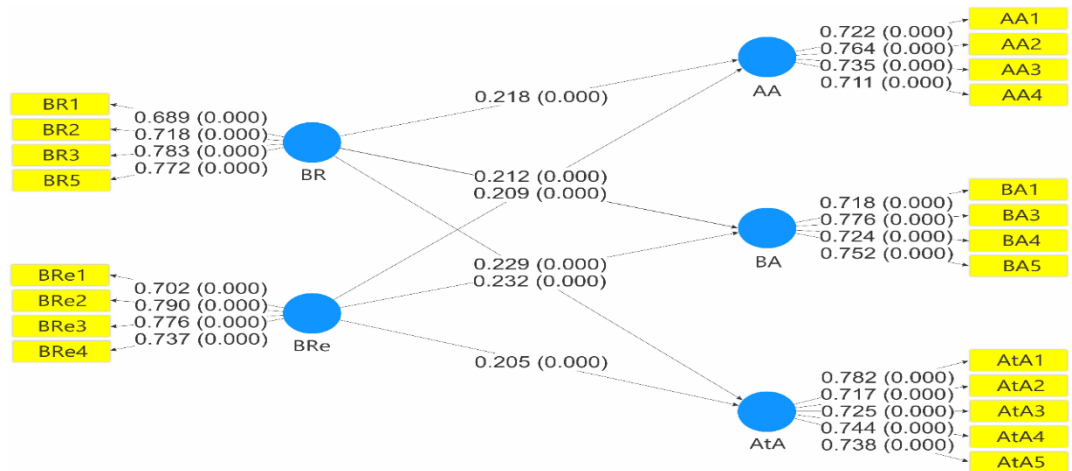 BR1
BR2
BR3
BR5
0.689 (0.000)
0.718 (0.000)
0.783 (0.000)
0.772 (0.000)
BR
BRe1
BRe2
BRe3
BRe4
0.702 (0.000)
0.790 (0.000)
0.776 (0.000)
0.737 (0.000)
BRe
0.218 (0.000)
0.212 (0.000)
0.209 (0.000)
0.229 (0.000)
0.232 (0.000)
0.205 (0.000)
AA
0.722 (0.000)
0.764 (0.000)
0.735 (0.000)
0.711 (0.000)
AA1
AA2
AA3
AA4
BA
0.718 (0.000)
0.776 (0.000)
0.724 (0.000)
0.752 (0.000)
BA1
BA3
BA4
BA5
AtA
0.782 (0.000)
0.717 (0.000)
0.725 (0.000)
0.744 (0.000)
0.738 (0.000)
AtA1
AtA2
AtA3
AtA4
AtA5